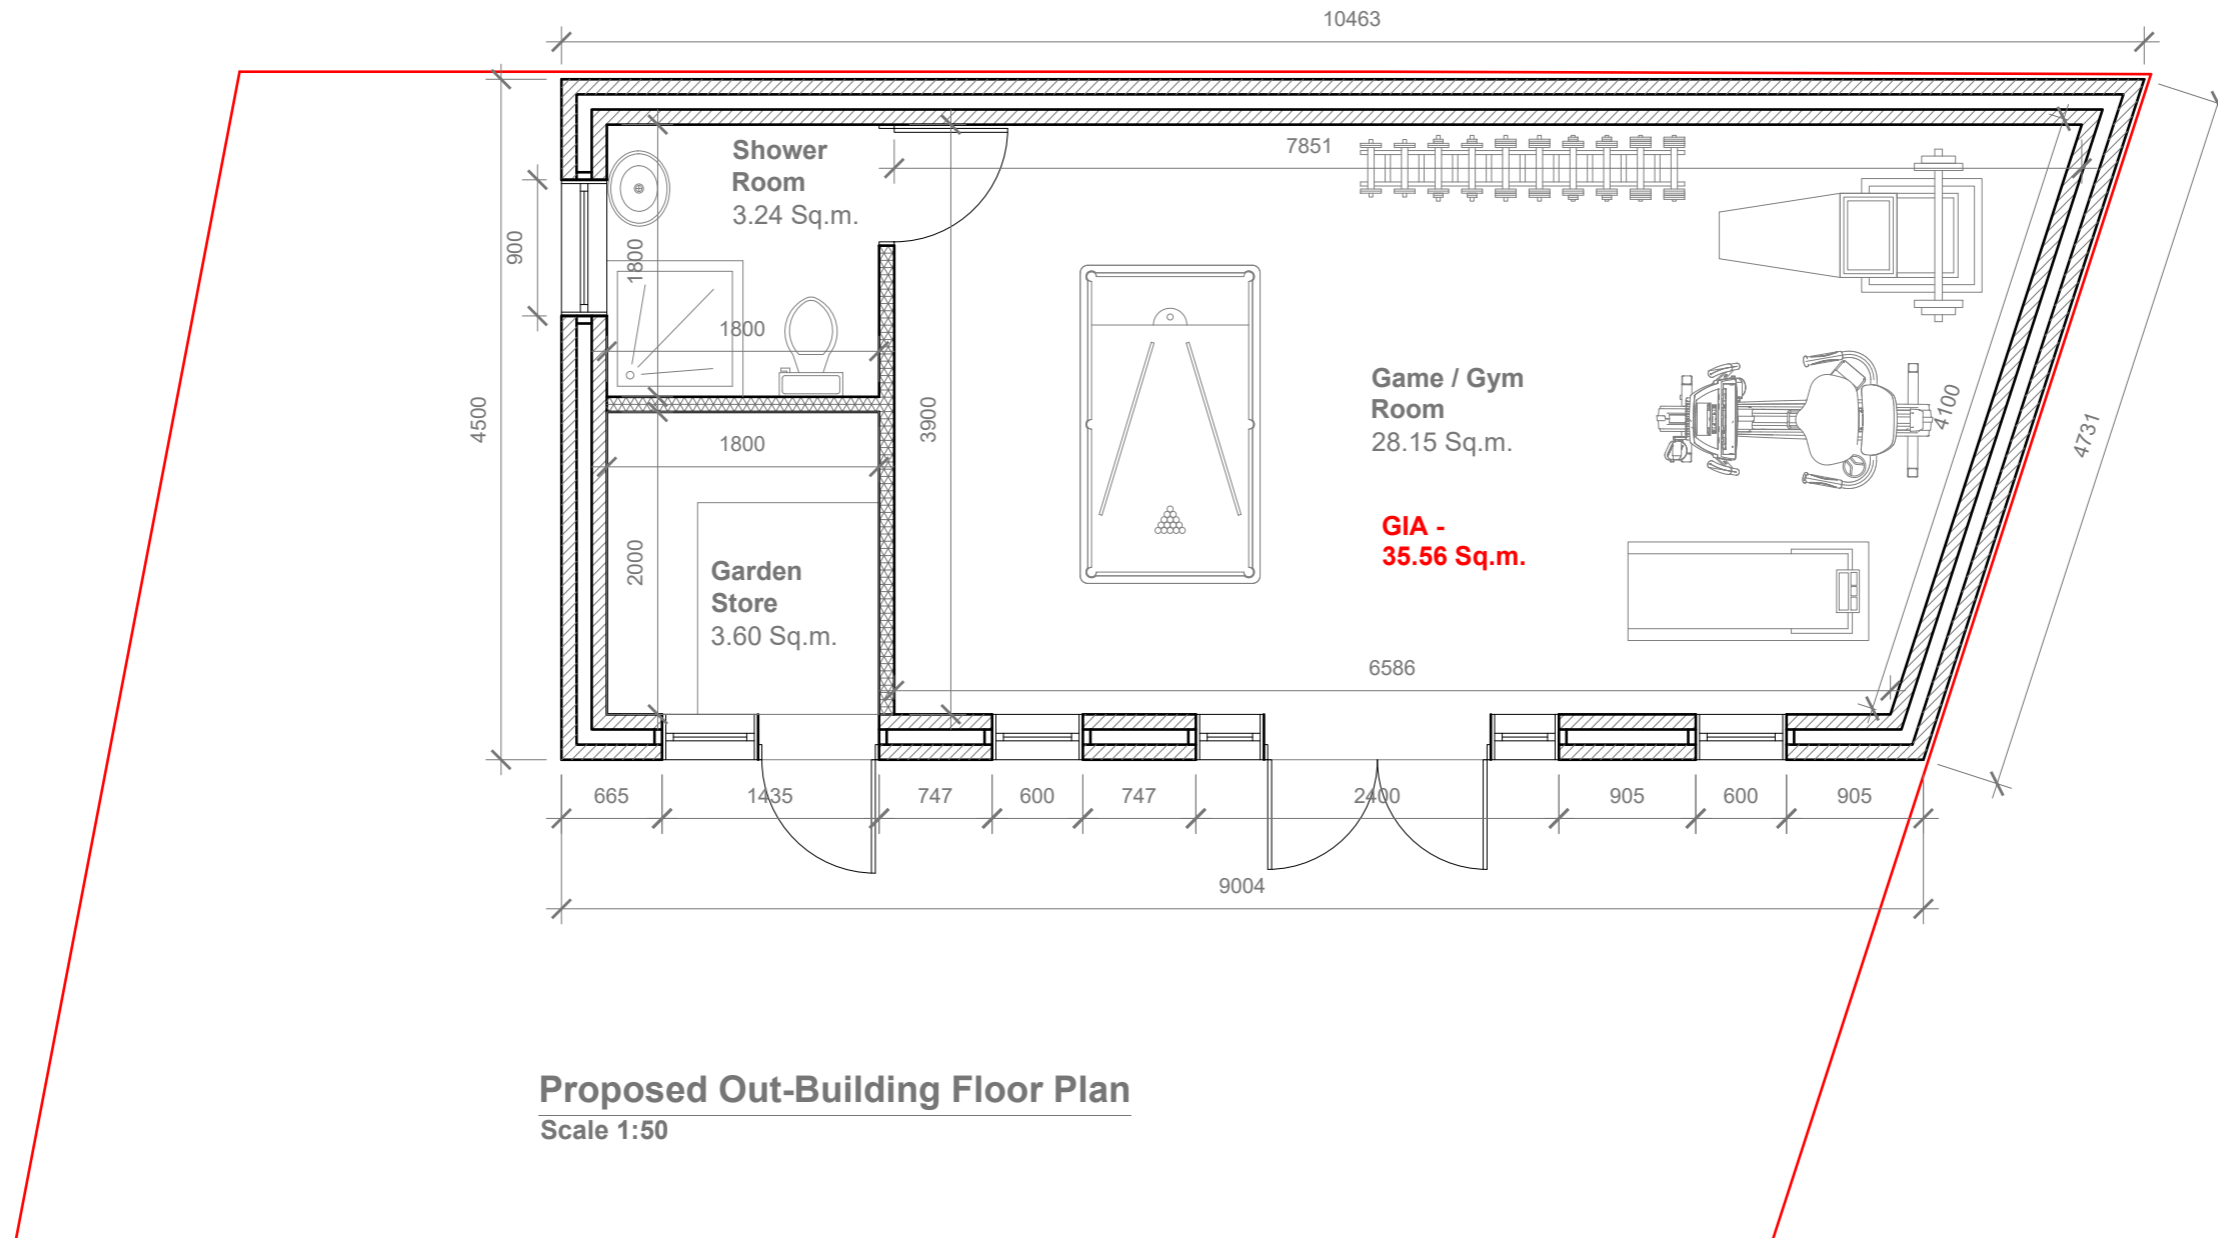 10463
Shower
Room
3.24 Sq.m.
7851
900
1800
1800
4500
3900
Game / Gym
Room
28.15 Sq.m.
4100
4731
1800
GIA -
35.56 Sq.m.
2000
Garden
Store
3.60 Sq.m.
6586
665
1435
747
600
747
2400
905
600
905
9004
Proposed Out-Building Floor Plan
Scale 1:50